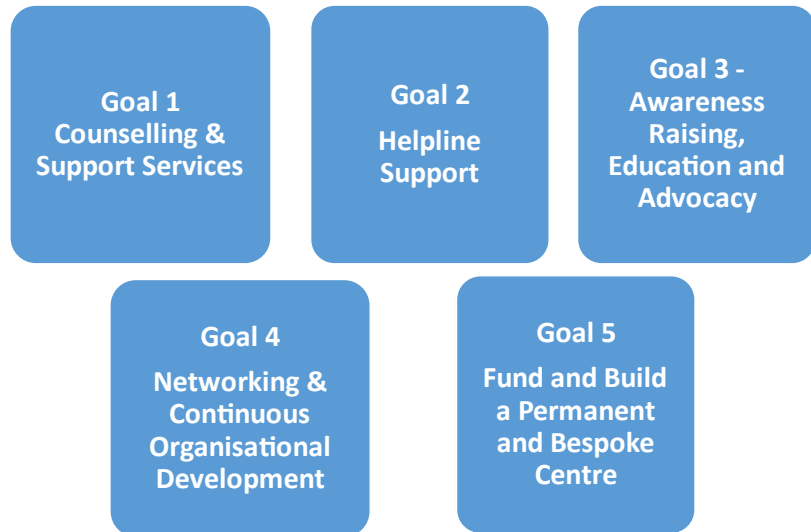 Goal 1
Counselling &
Support Services
Goal 2
Helpline
Support
Goal 3 -
Awareness
Raising,
Education and
Advocacy
Goal 4
Networking &
Continuous
Organisational
Development
Goal 5
Fund and Build
a Permanent
and Bespoke
Centre